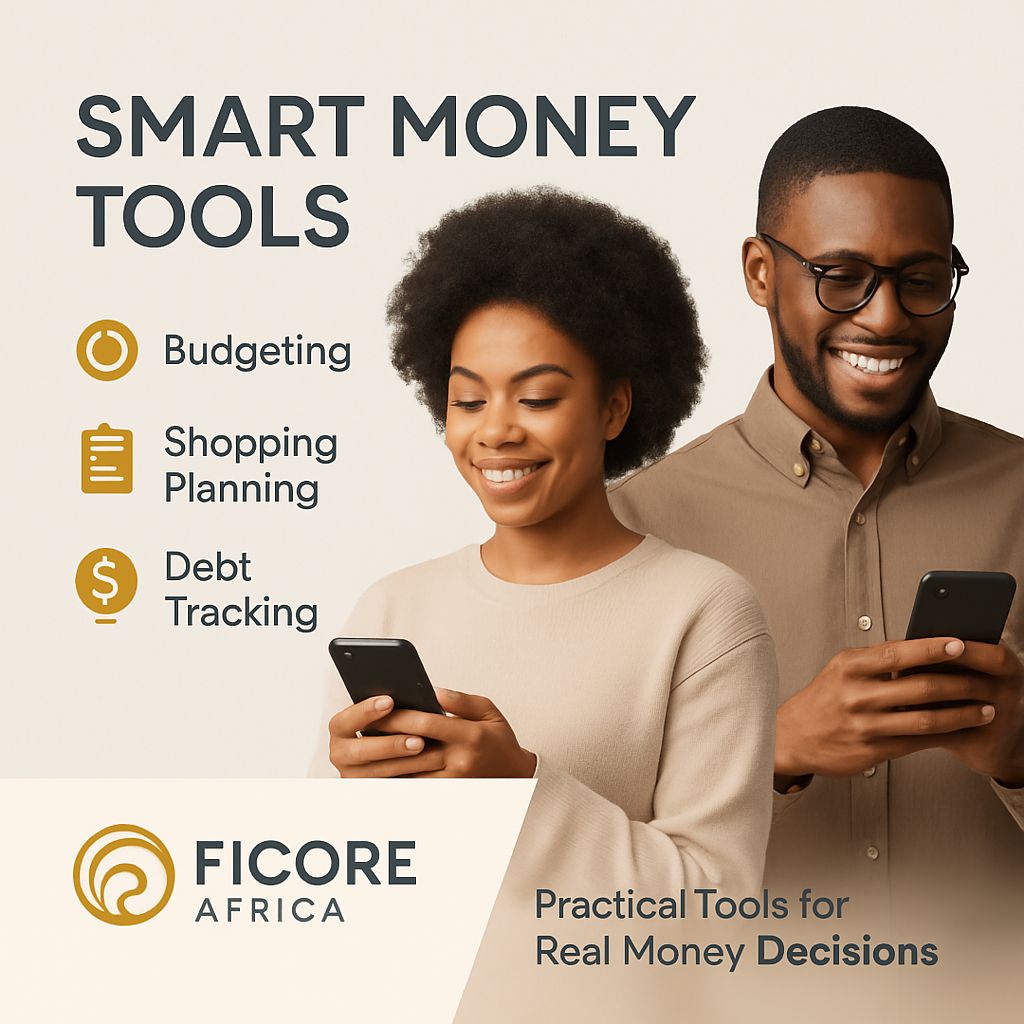 SMART MONEY
TOOLS
Budgeting
Shopping
Planning
$
Debt
Tracking
FICORE
AFRICA
Practical Tools for
Real Money Decisions